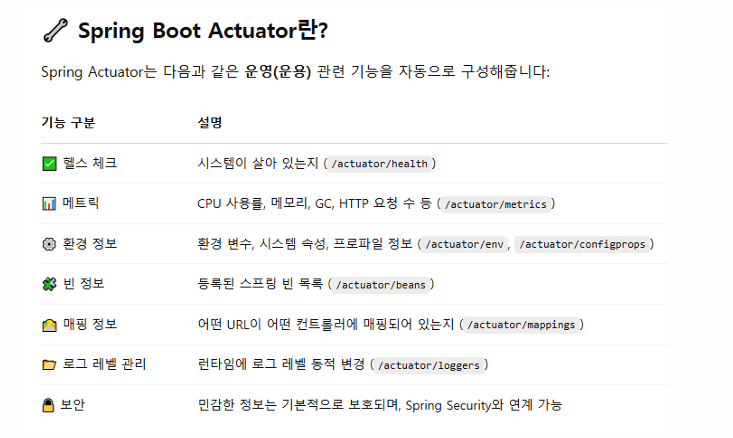 🔧 Spring Boot Actuator란?
Spring Actuator는 다음과 같은 운영(운용) 관련 기능을 자동으로 구성해줍니다:
기능 구분 설명
✅ 헬스 체크 시스템이 살아 있는지 (/actuator/health)
📊 메트릭 CPU 사용률, 메모리, GC, HTTP 요청 수 등 (/actuator/metrics)
⚙️ 환경 정보 환경 변수, 시스템 속성, 프로파일 정보 (/actuator/env, /actuator/configprops)
🧩 빈 정보 등록된 스프링 빈 목록 (/actuator/beans)
매핑 정보 어떤 URL이 어떤 컨트롤러에 매핑되어 있는지 (/actuator/mappings)
📂 로그 레벨 관리 런타임에 로그 레벨 동적 변경 (/actuator/loggers)
🔒 보안 민감한 정보는 기본적으로 보호되며, Spring Security와 연계 가능